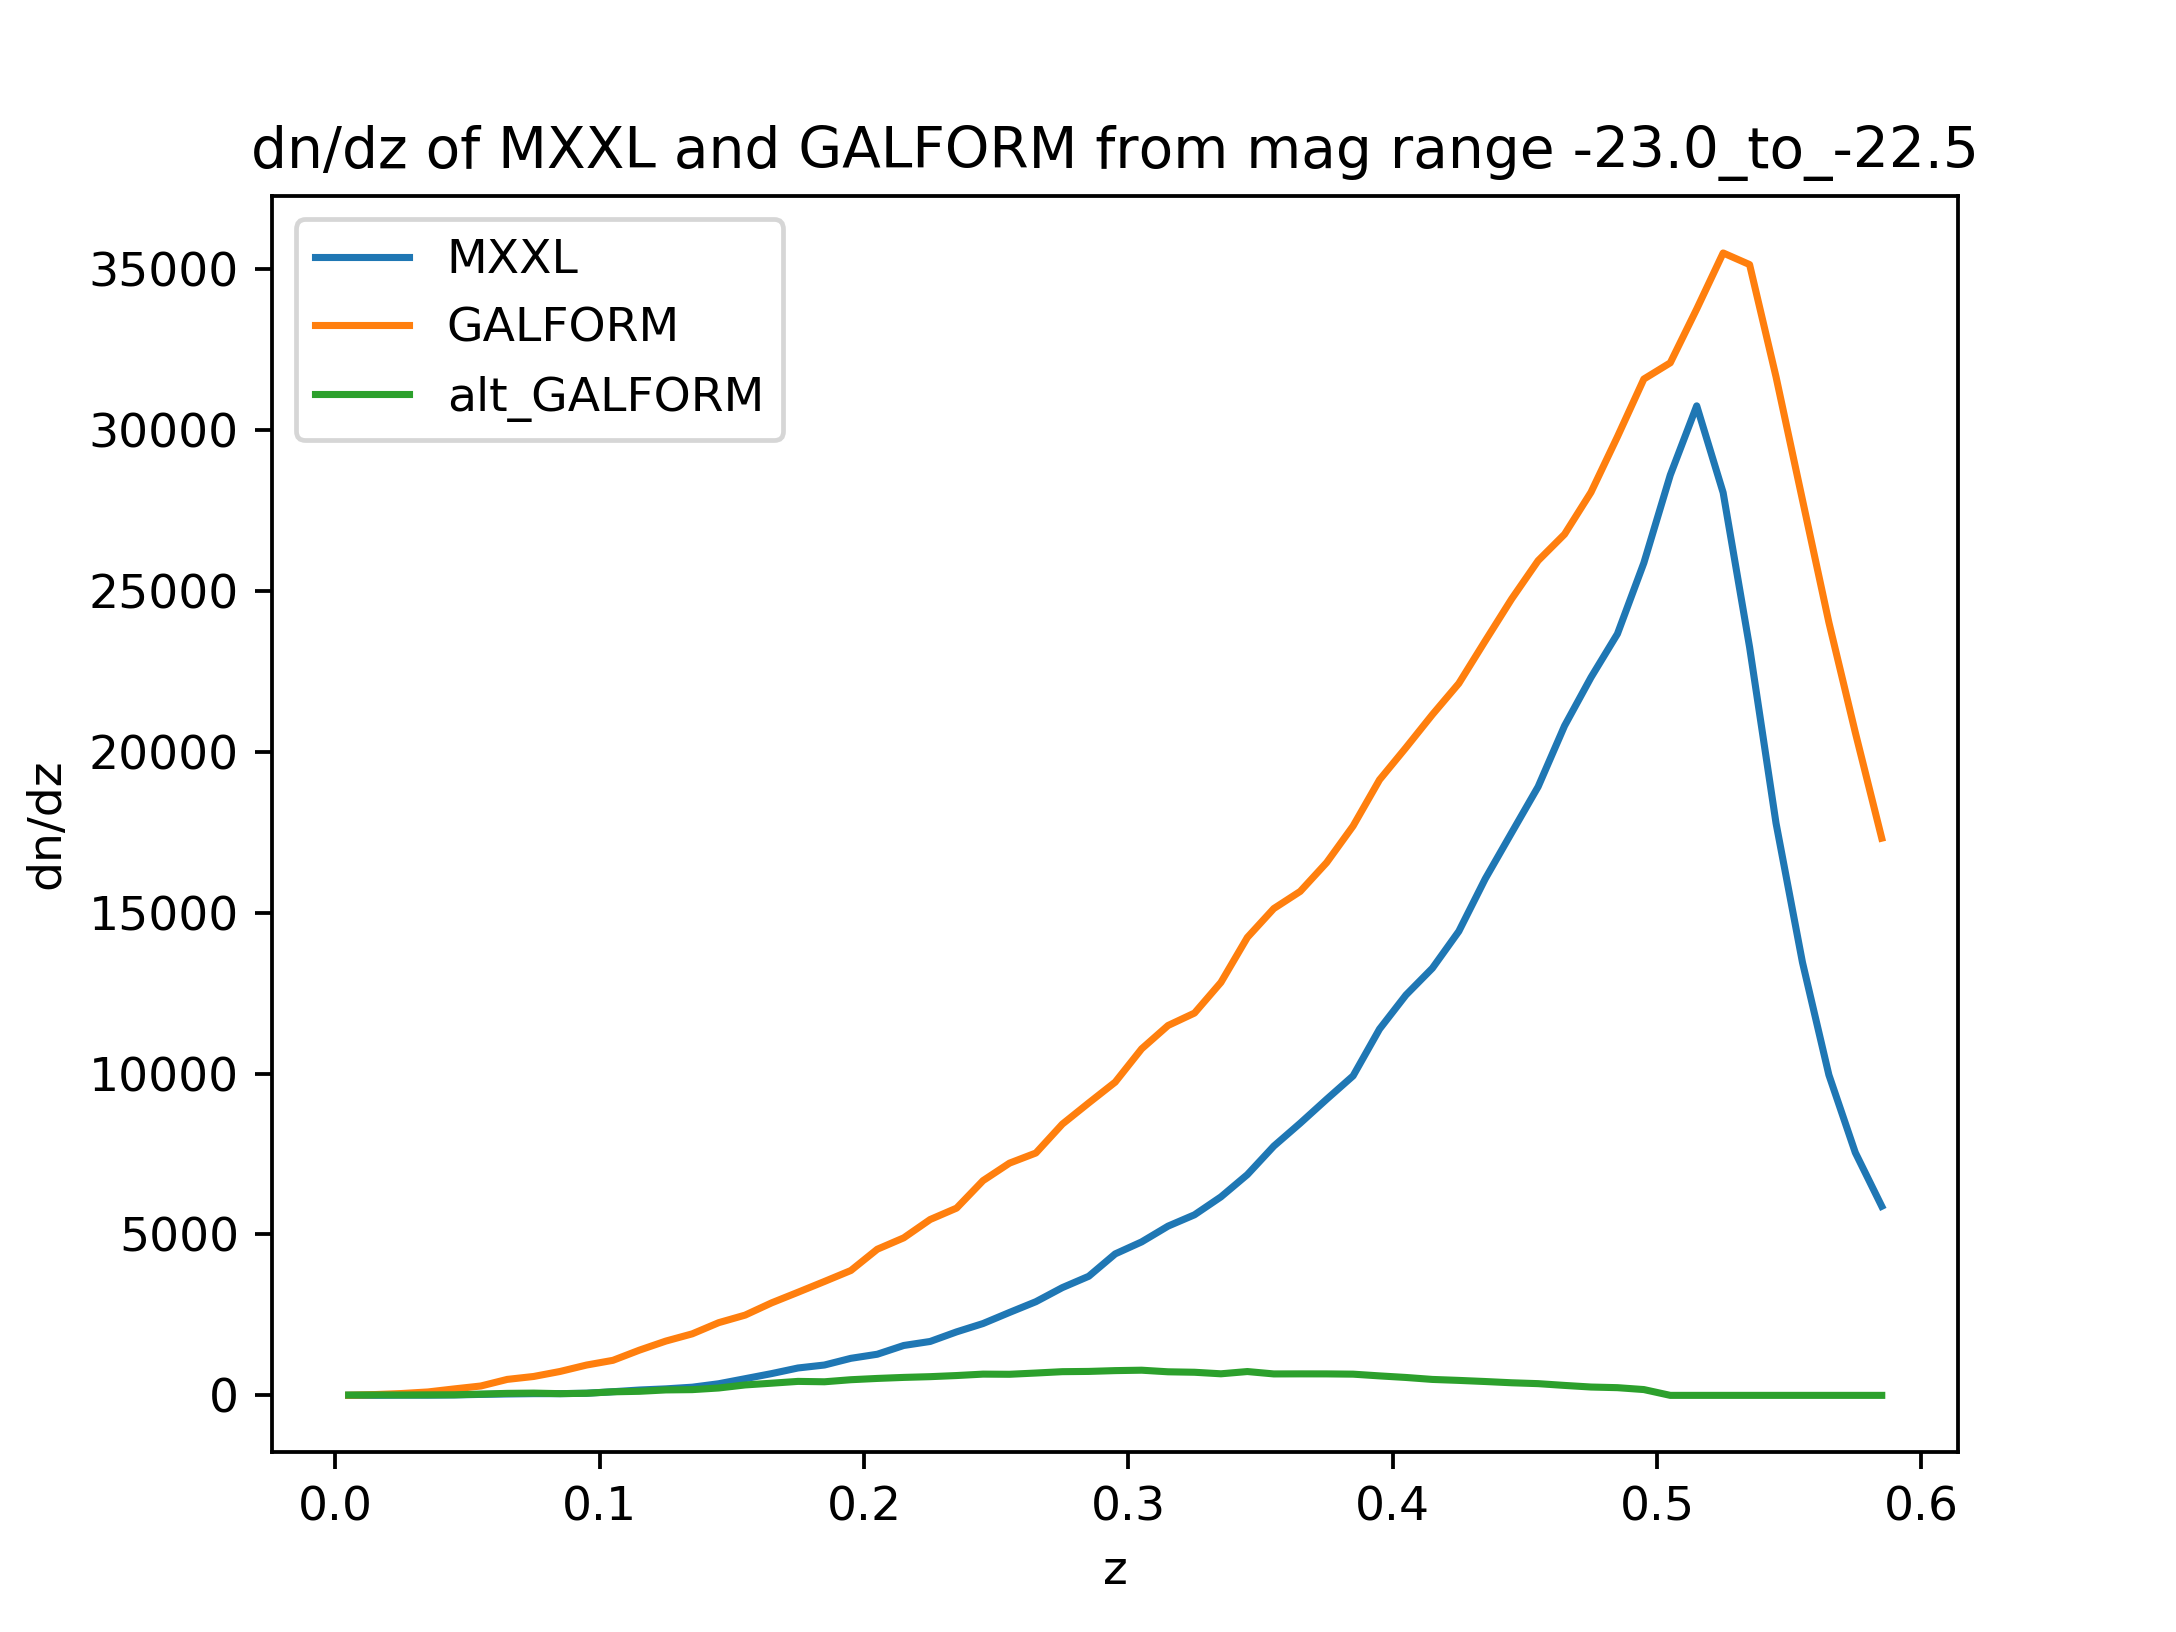 dn/dz of MXXL and GALFORM from mag range -23.0_to_-22.5
MXXL
GALFORM
alt_GALFORM
35000
30000
25000
20000
15000
10000
5000
0
dn/dz
0.0 0.1 0.2 0.3 0.4 0.5 0.6
z